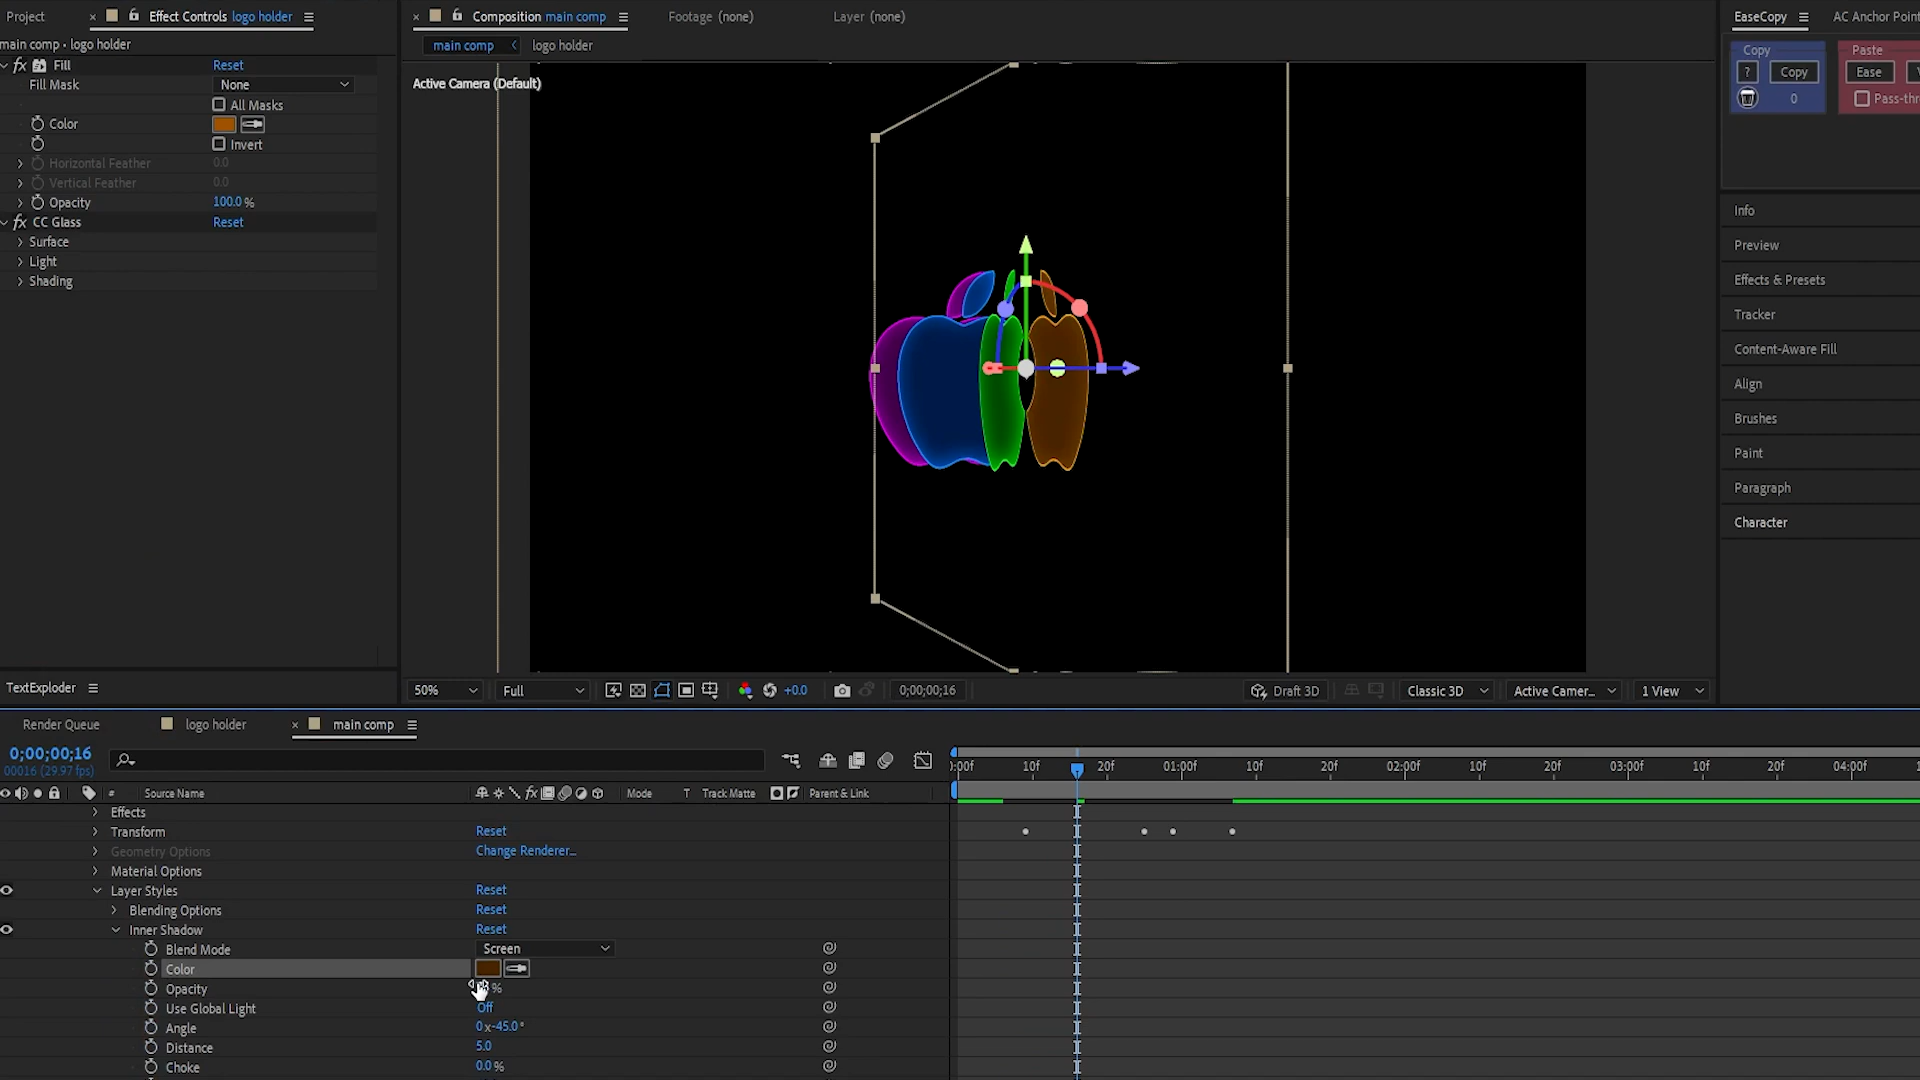 Project
Effect Controls logo holder
Composition main comp
Footage (none)
Layer (none)
EaseCopy
AC Anchor Point
main comp • logo holder
main comp
logo holder
Copy
Paste
fx Fill
Reset
Fill Mask
None
All Masks
Color
Invert
Horizontal Feather
0.0
Vertical Feather
0.0
Opacity
100.0 %
fx CC Glass
Reset
Surface
Light
Shading
Active Camera (Default)
?
Copy
Ease
0
Pass-thr
Info
Preview
Effects & Presets
Tracker
Content-Aware Fill
Align
Brushes
Paint
Paragraph
Character
TextExploder
50%
Full
+0.0
0;00;00;16
Draft 3D
Classic 3D
Active Camer...
1 View
Render Queue
logo holder
main comp
0;00;00;16
00016 (29.97 fps)
:00f
10f
20f
01:00f
10f
20f
02:00f
10f
20f
03:00f
10f
20f
04:00f
#
Source Name
fx
Mode
T
Track Matte
Parent & Link
Effects
Transform
Reset
Geometry Options
Change Renderer...
Material Options
Layer Styles
Reset
Blending Options
Reset
Inner Shadow
Reset
Blend Mode
Screen
Color
Opacity
%
Use Global Light
Off
Angle
0 x-45.0 °
Distance
5.0
Choke
0.0 %